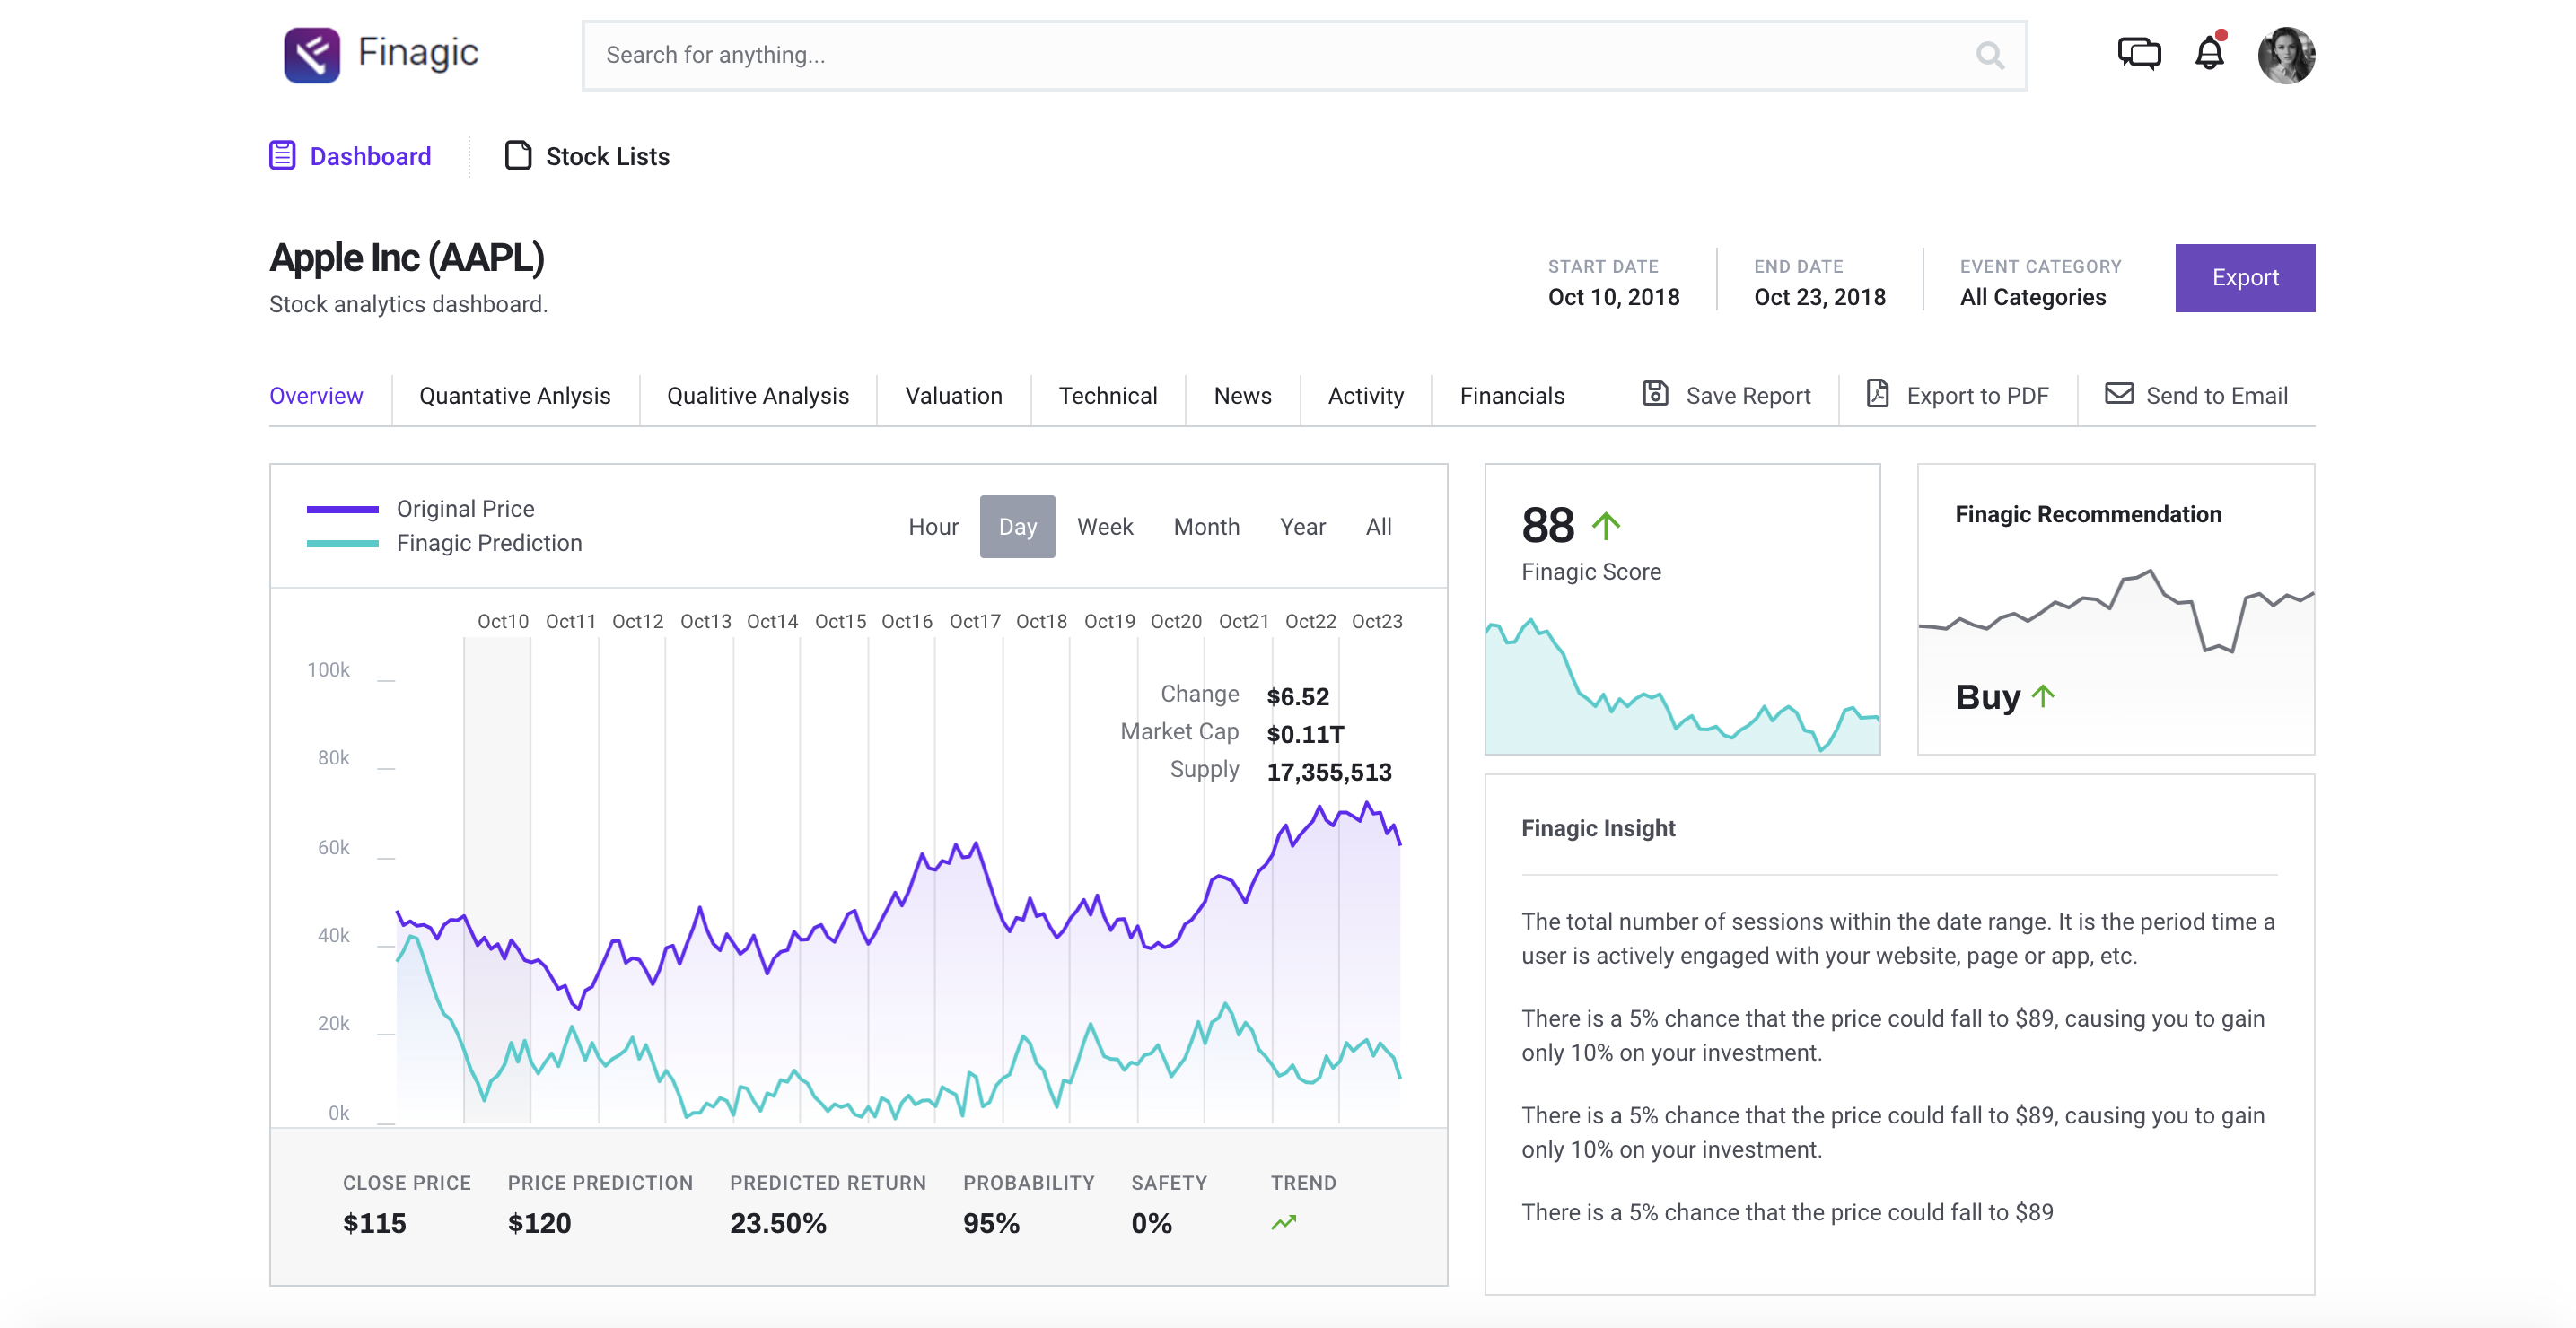 Finagic
Search for anything...
Dashboard
Stock Lists
Apple Inc (AAPL)
Stock analytics dashboard.
START DATE
Oct 10, 2018
END DATE
Oct 23, 2018
EVENT CATEGORY
All Categories
Export
Overview
Quantative Anlysis
Qualitive Analysis
Valuation
Technical
News
Activity
Financials
Save Report
Export to PDF
Send to Email
Original Price
Finagic Prediction
Hour Day Week Month Year All
Oct10 Oct11 Oct12 Oct13 Oct14 Oct15 Oct16 Oct17 Oct18 Oct19 Oct20 Oct21 Oct22 Oct23
100k
80k
60k
40k
20k
0k
Change $6.52
Market Cap $0.11T
Supply 17,355,513
CLOSE PRICE
$115
PRICE PREDICTION
$120
PREDICTED RETURN
23.50%
PROBABILITY
95%
SAFETY
0%
TREND
88
Finagic Score
Finagic Recommendation
Buy
Finagic Insight
The total number of sessions within the date range. It is the period time a
user is actively engaged with your website, page or app, etc.
There is a 5% chance that the price could fall to $89, causing you to gain
only 10% on your investment.
There is a 5% chance that the price could fall to $89, causing you to gain
only 10% on your investment.
There is a 5% chance that the price could fall to $89